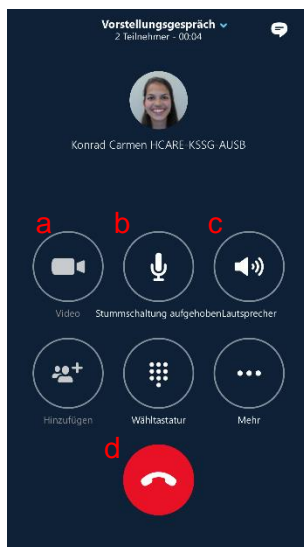 Vorstellungsgespräch
2 Teilnehmer - 00:04
Konrad Carmen HCARE-KSSG-AUSB
a b c
Video Stummschaltung aufgehoben Lautsprecher
Hinzufügen Wähltastatur Mehr
d